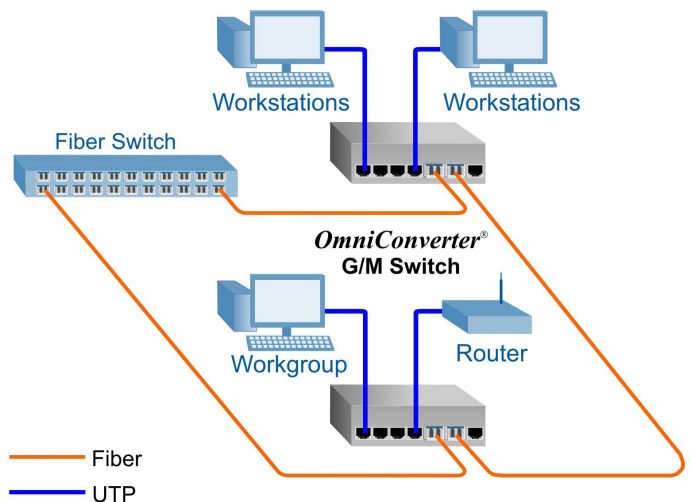 Workstations
Workstations
Fiber Switch
OmniConverter®
G/M Switch
Workgroup
Router
Fiber
UTP